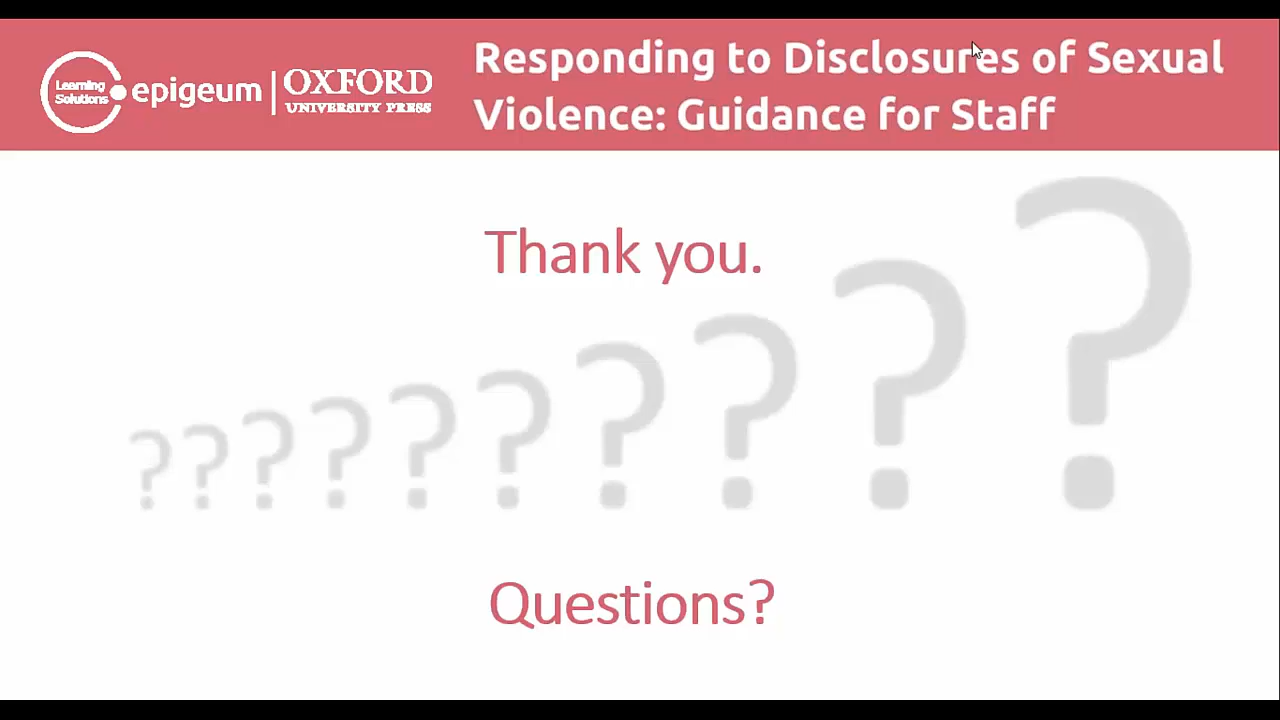 Learning
Solutions
epigeum
OXFORD
UNIVERSITY PRESS
Responding to Disclosures of Sexual
Violence: Guidance for Staff
Thank you.
??????????
Questions?